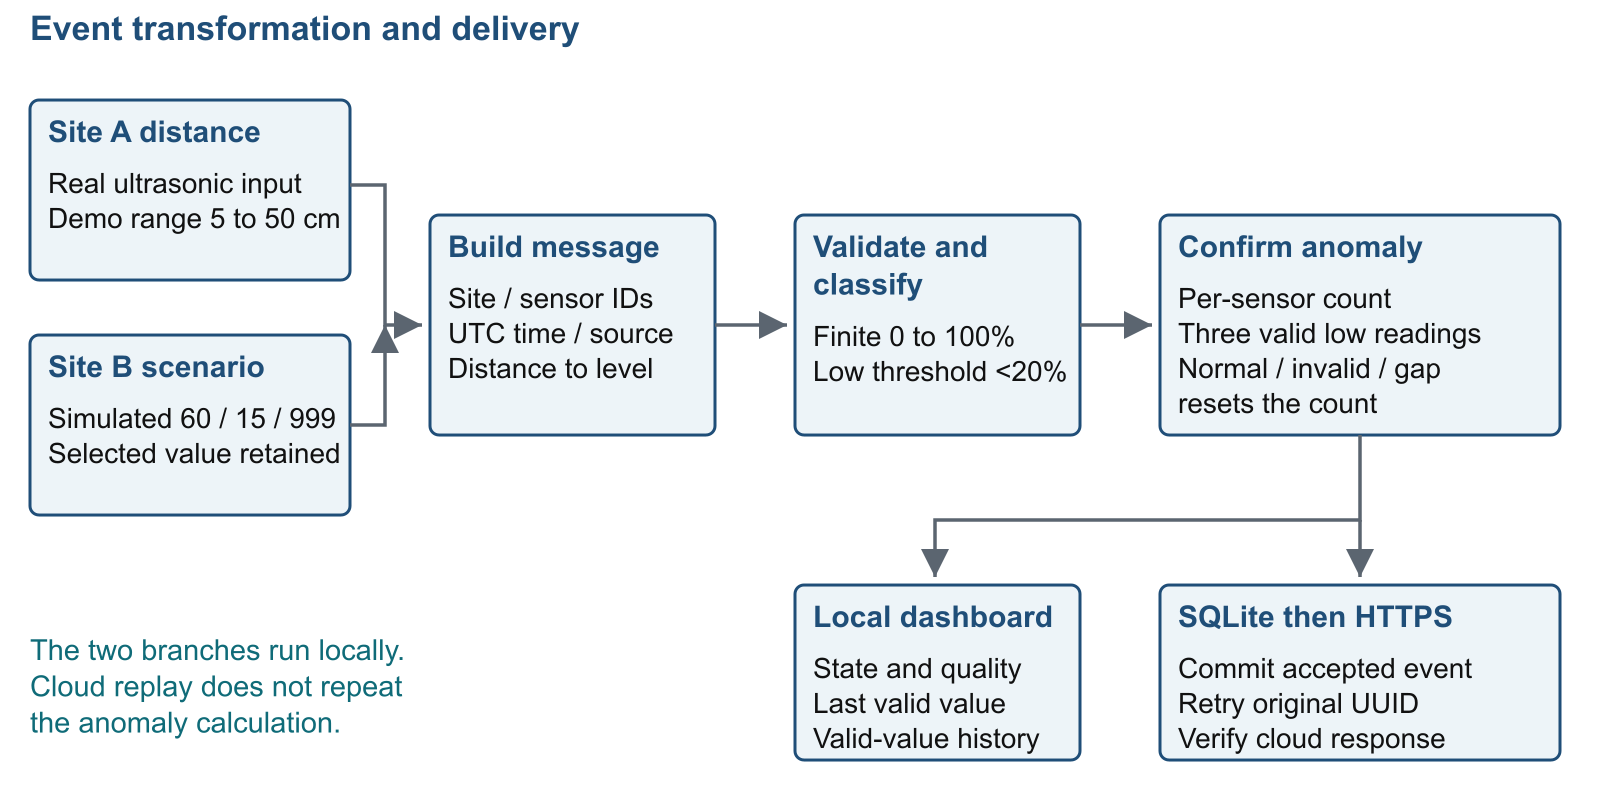 Event transformation and delivery
Site A distance
Real ultrasonic input
Demo range 5 to 50 cm
Site B scenario
Simulated 60 / 15 / 999
Selected value retained
Build message
Site / sensor IDs
UTC time / source
Distance to level
Validate and
classify
Finite 0 to 100%
Low threshold <20%
Confirm anomaly
Per-sensor count
Three valid low readings
Normal / invalid / gap
resets the count
Local dashboard
State and quality
Last valid value
Valid-value history
SQLite then HTTPS
Commit accepted event
Retry original UUID
Verify cloud response
The two branches run locally.
Cloud replay does not repeat
the anomaly calculation.